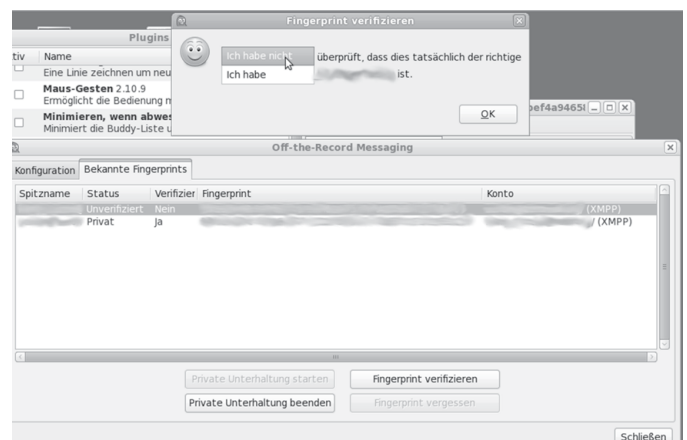 Fingerprint verifizieren
Ich habe nicht
Ich habe
überprüft, dass dies tatsächlich der richtige
ist.
OK
Plugins
tiv Name
Eine Linie zeichnen um neu
Maus-Gesten 2.10.9
Ermöglicht die Bedienung m
Minimieren, wenn abwes
Minimiert die Buddy-Liste u
ef4a9465
Off-the-Record Messaging
Konfiguration Bekannte Fingerprints
Spitzname Status Verifizier Fingerprint Konto
Unverifiziert Nein (XMPP)
Privat Ja / (XMPP)
Private Unterhaltung starten Fingerprint verifizieren
Private Unterhaltung beenden Fingerprint vergessen
Schließen